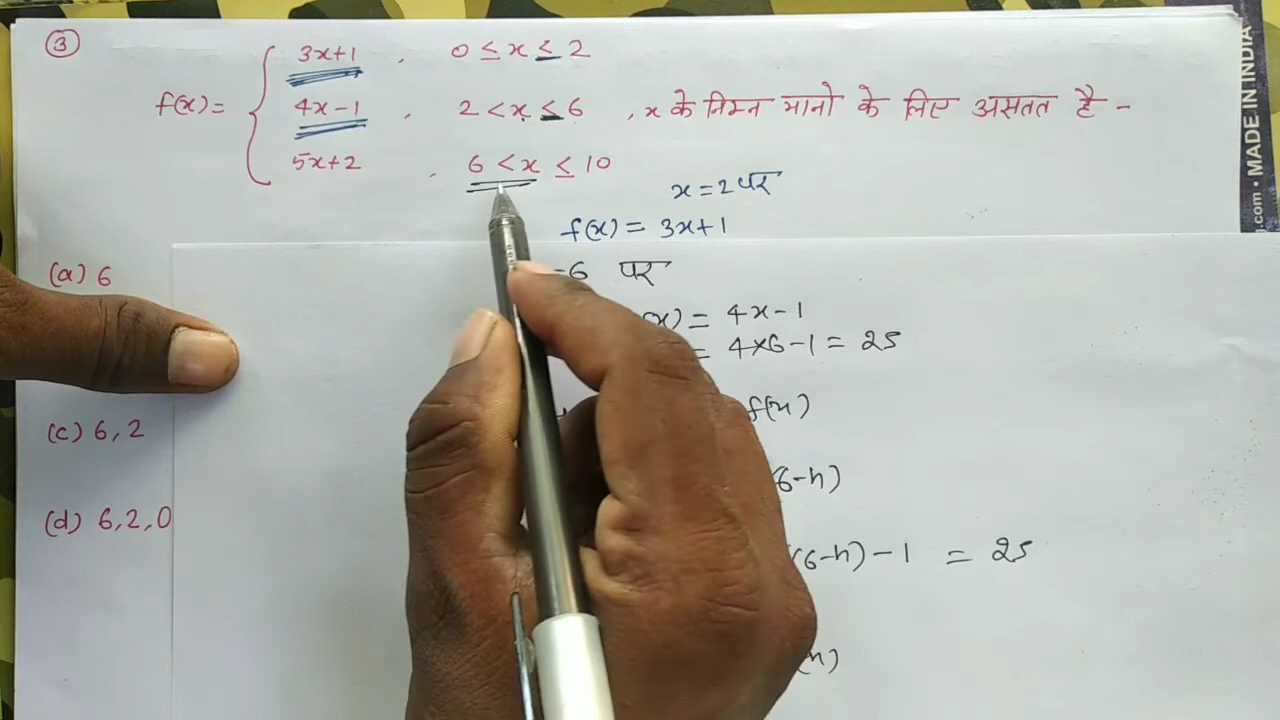 ③
3x+1 , 0 ≤ x ≤ 2
f(x) = 4x-1 , 2 < x ≤ 6 , x के निम्न मानो के लिए असतत है -
5x+2 , 6 < x ≤ 10
x = 2 पर
f(x) = 3x+1
(a) 6
-6 पर
x) = 4x-1
= 4×6-1 = 25
(c) 6, 2
f(x)
6-h)
(d) 6, 2, 0
(6-h) - 1 = 25
.com • MADE IN INDIA